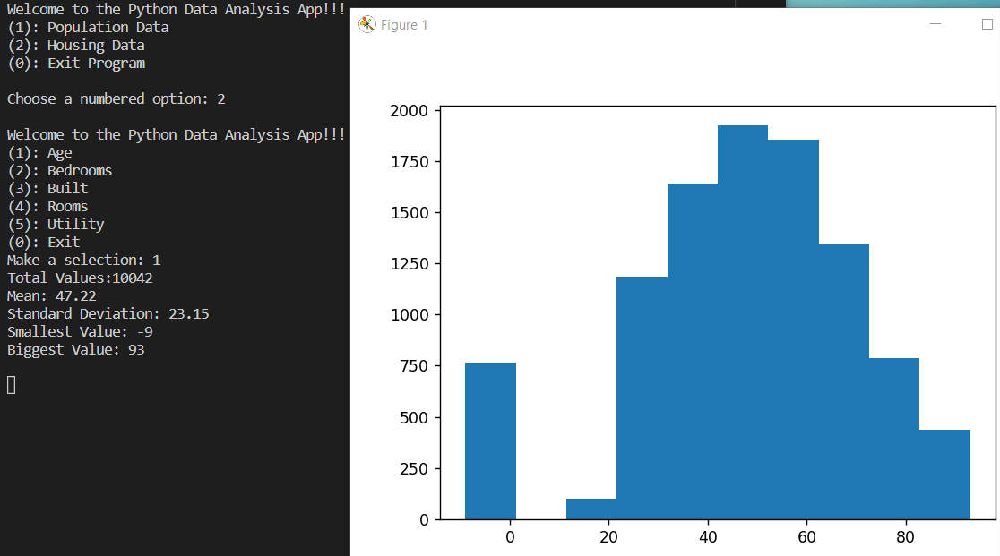 Welcome to the Python Data Analysis App!!!
(1): Population Data
(2): Housing Data
(0): Exit Program
Choose a numbered option: 2
Welcome to the Python Data Analysis App!!!
(1): Age
(2): Bedrooms
(3): Built
(4): Rooms
(5): Utility
(0): Exit
Make a selection: 1
Total Values:10042
Mean: 47.22
Standard Deviation: 23.15
Smallest Value: -9
Biggest Value: 93
Figure 1
2000
1750
1500
1250
1000
750
500
250
0
0 20 40 60 80